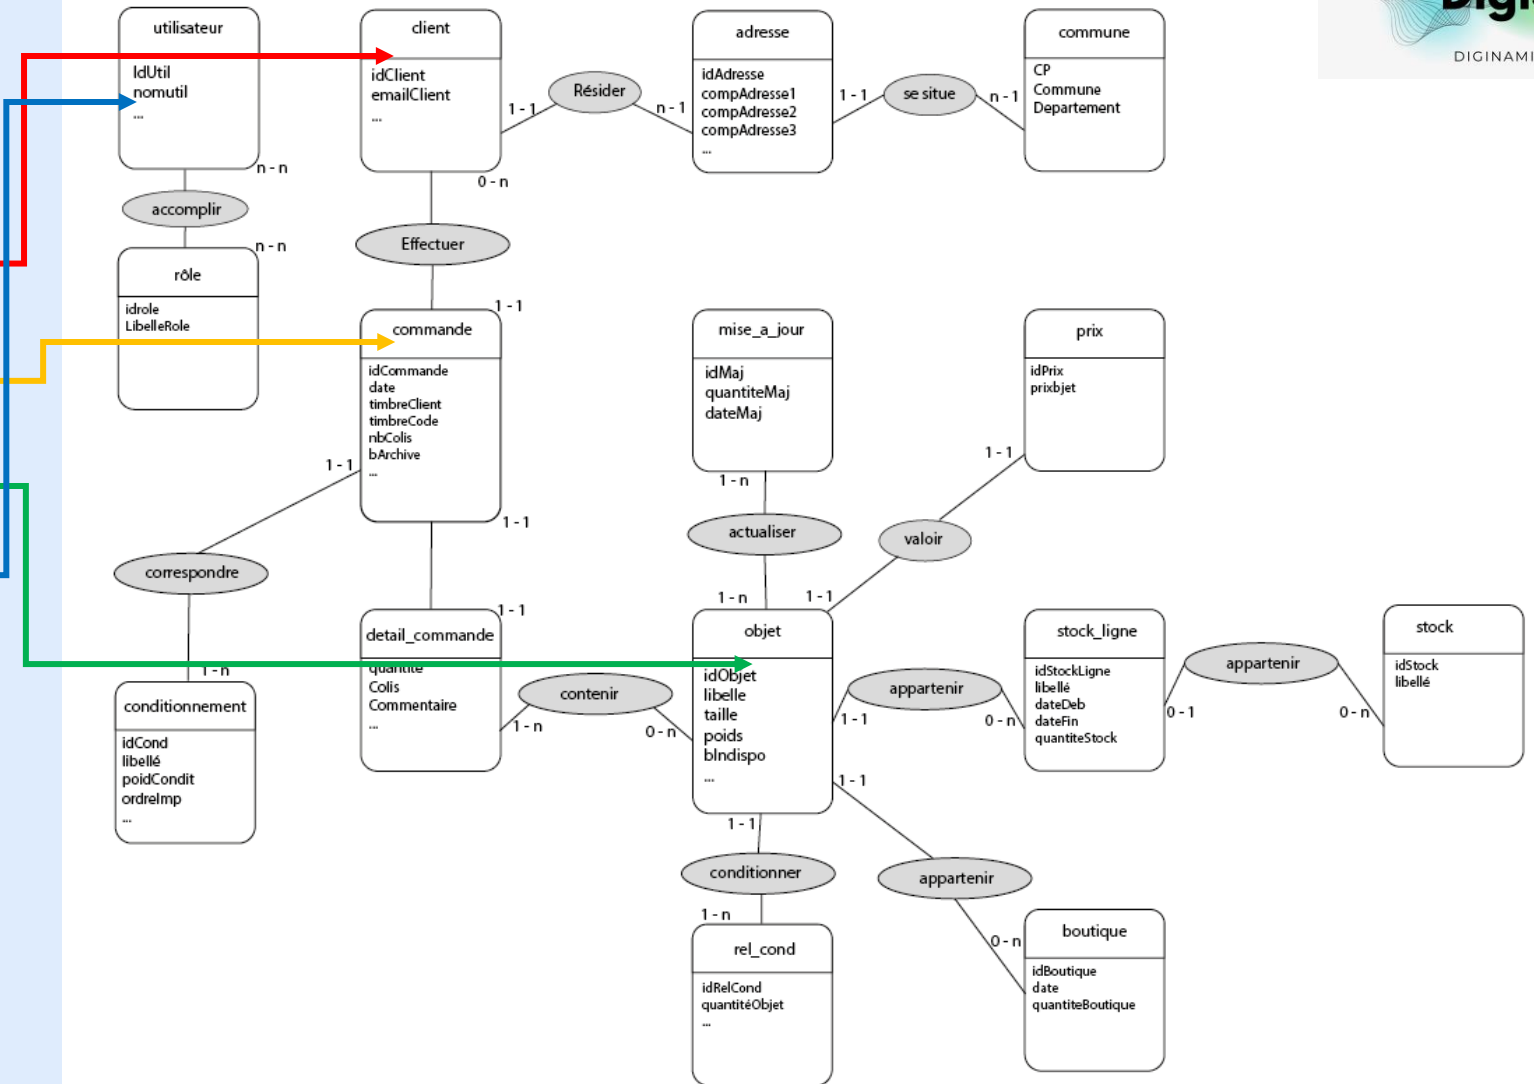 Digi
DIGINAMI
utilisateur
IdUtil
nomutil
...
n - n
accomplir
n - n
rôle
idrole
LibelleRole
client
idClient
emailClient
...
1 - 1
Résider
n - 1
adresse
idAdresse
compAdresse1
compAdresse2
compAdresse3
...
1 - 1
se situe
n - 1
commune
CP
Commune
Departement
0 - n
Effectuer
1 - 1
commande
idCommande
date
timbreClient
timbreCode
nbColis
bArchive
...
1 - 1
correspondre
1 - n
conditionnement
idCond
libellé
poidCondit
ordreImp
...
1 - 1
1 - 1
detail_commande
quantité
Colis
Commentaire
...
1 - n
contenir
0 - n
mise_a_jour
idMaj
quantiteMaj
dateMaj
1 - n
actualiser
1 - n
prix
idPrix
prixbjet
1 - 1
valoir
1 - 1
objet
idObjet
libelle
taille
poids
bIndispo
...
1 - 1
appartenir
0 - n
stock_ligne
idStockLigne
libellé
dateDeb
dateFin
quantiteStock
0 - 1
appartenir
0 - n
stock
idStock
libellé
1 - 1
conditionner
1 - n
rel_cond
idRelCond
quantitéObjet
...
1 - 1
appartenir
0 - n
boutique
idBoutique
date
quantiteBoutique